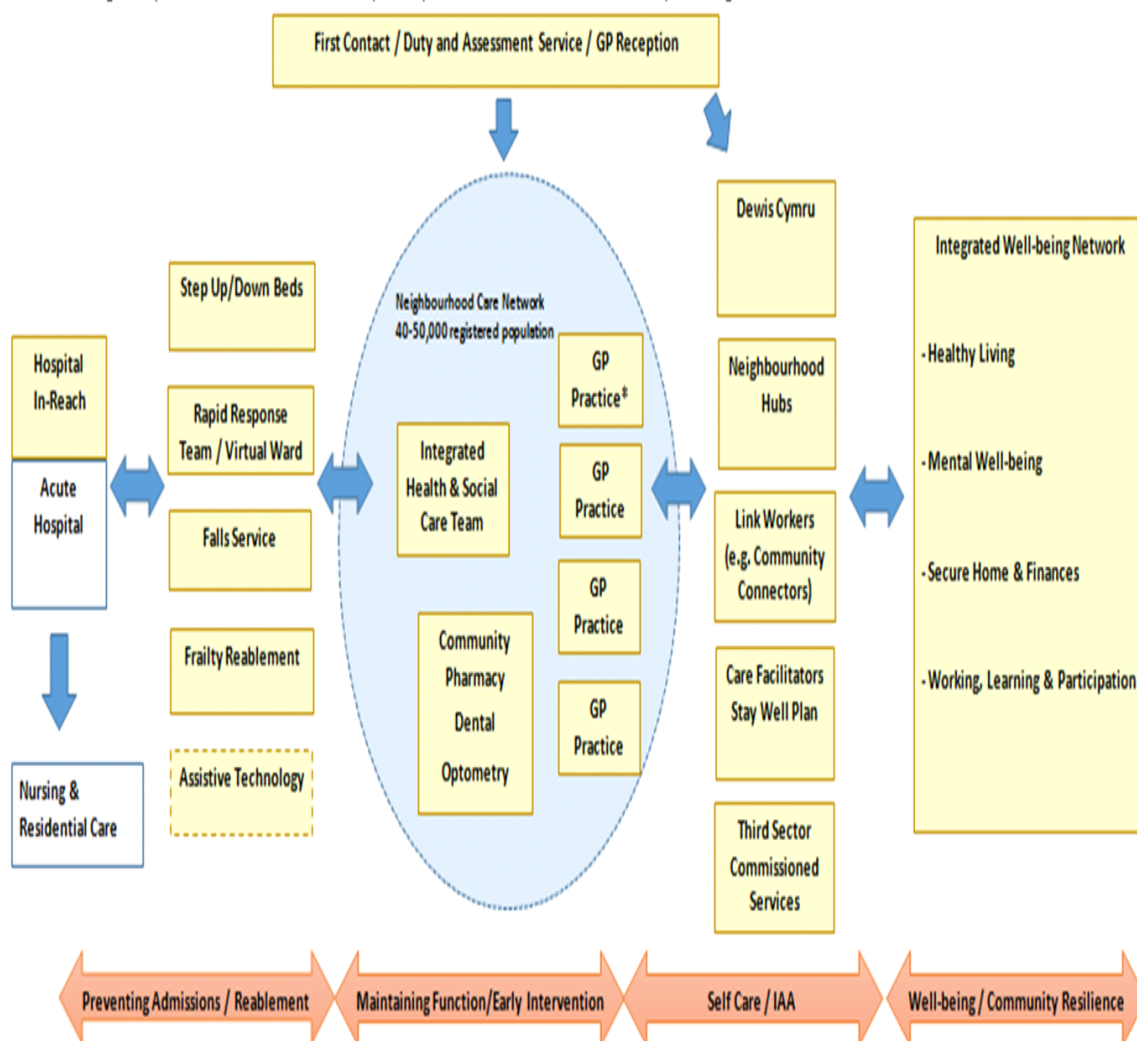 First Contact / Duty and Assessment Service / GP Reception
Dewis Cymru
Integrated Well-being Network
Step Up/Down Beds
Neighbourhood Care Network
40-50,000 registered population
Hospital
In-Reach
GP
Practice*
Neighbourhood
Hubs
- Healthy Living
Rapid Response
Team / Virtual Ward
Integrated
Health & Social
Care Team
GP
Practice
- Mental Well-being
Acute
Hospital
Falls Service
Link Workers
(e.g. Community
Connectors)
- Secure Home & Finances
GP
Practice
Frailty Reablement
Community
Pharmacy
Dental
Optometry
GP
Practice
Care Facilitators
Stay Well Plan
- Working, Learning & Participation
Assistive Technology
Nursing &
Residential Care
Third Sector
Commissioned
Services
Preventing Admissions / Reablement
Maintaining Function/Early Intervention
Self Care / IAA
Well-being / Community Resilience